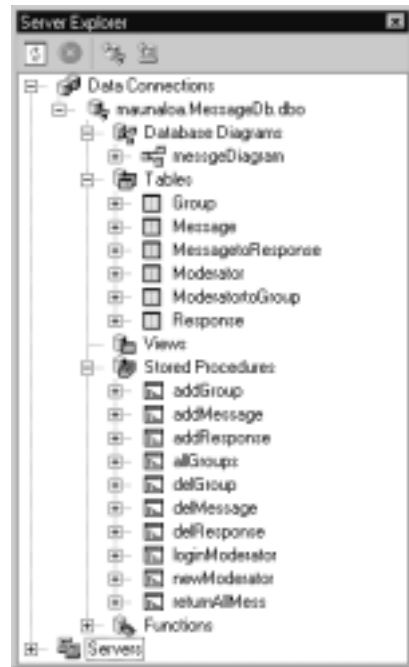 Server Explorer
Data Connections
maunaloa.MessageDb.dbo
Database Diagrams
messgeDiagram
Tables
Group
Message
MessagetoResponse
Moderator
ModeratortoGroup
Response
Views
Stored Procedures
addGroup
addMessage
addResponse
allGroups
delGroup
delMessage
delResponse
loginModerator
newModerator
returnAllMess
Functions
Servers